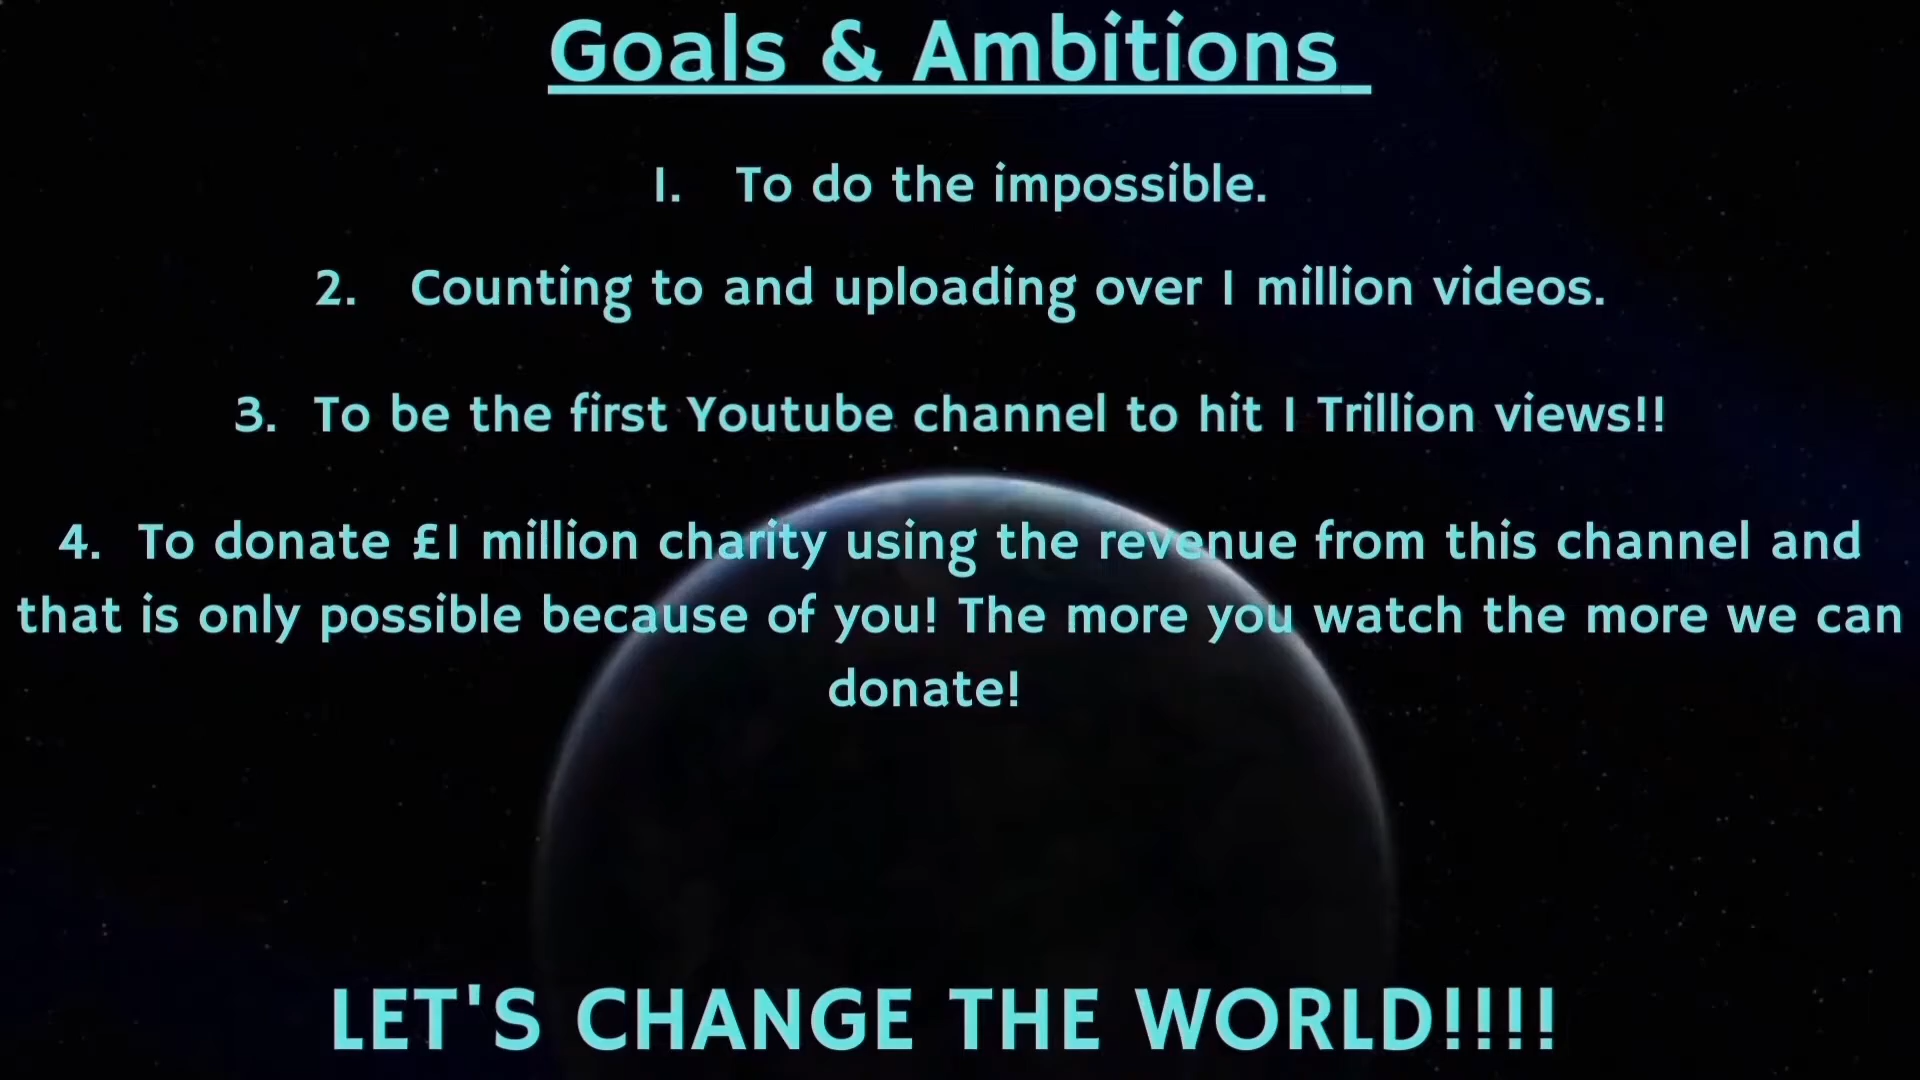 Goals & Ambitions
1. To do the impossible.
2. Counting to and uploading over 1 million videos.
3. To be the first Youtube channel to hit 1 Trillion views!!
4. To donate £1 million charity using the revenue from this channel and
that is only possible because of you! The more you watch the more we can
donate!
LET'S CHANGE THE WORLD!!!!